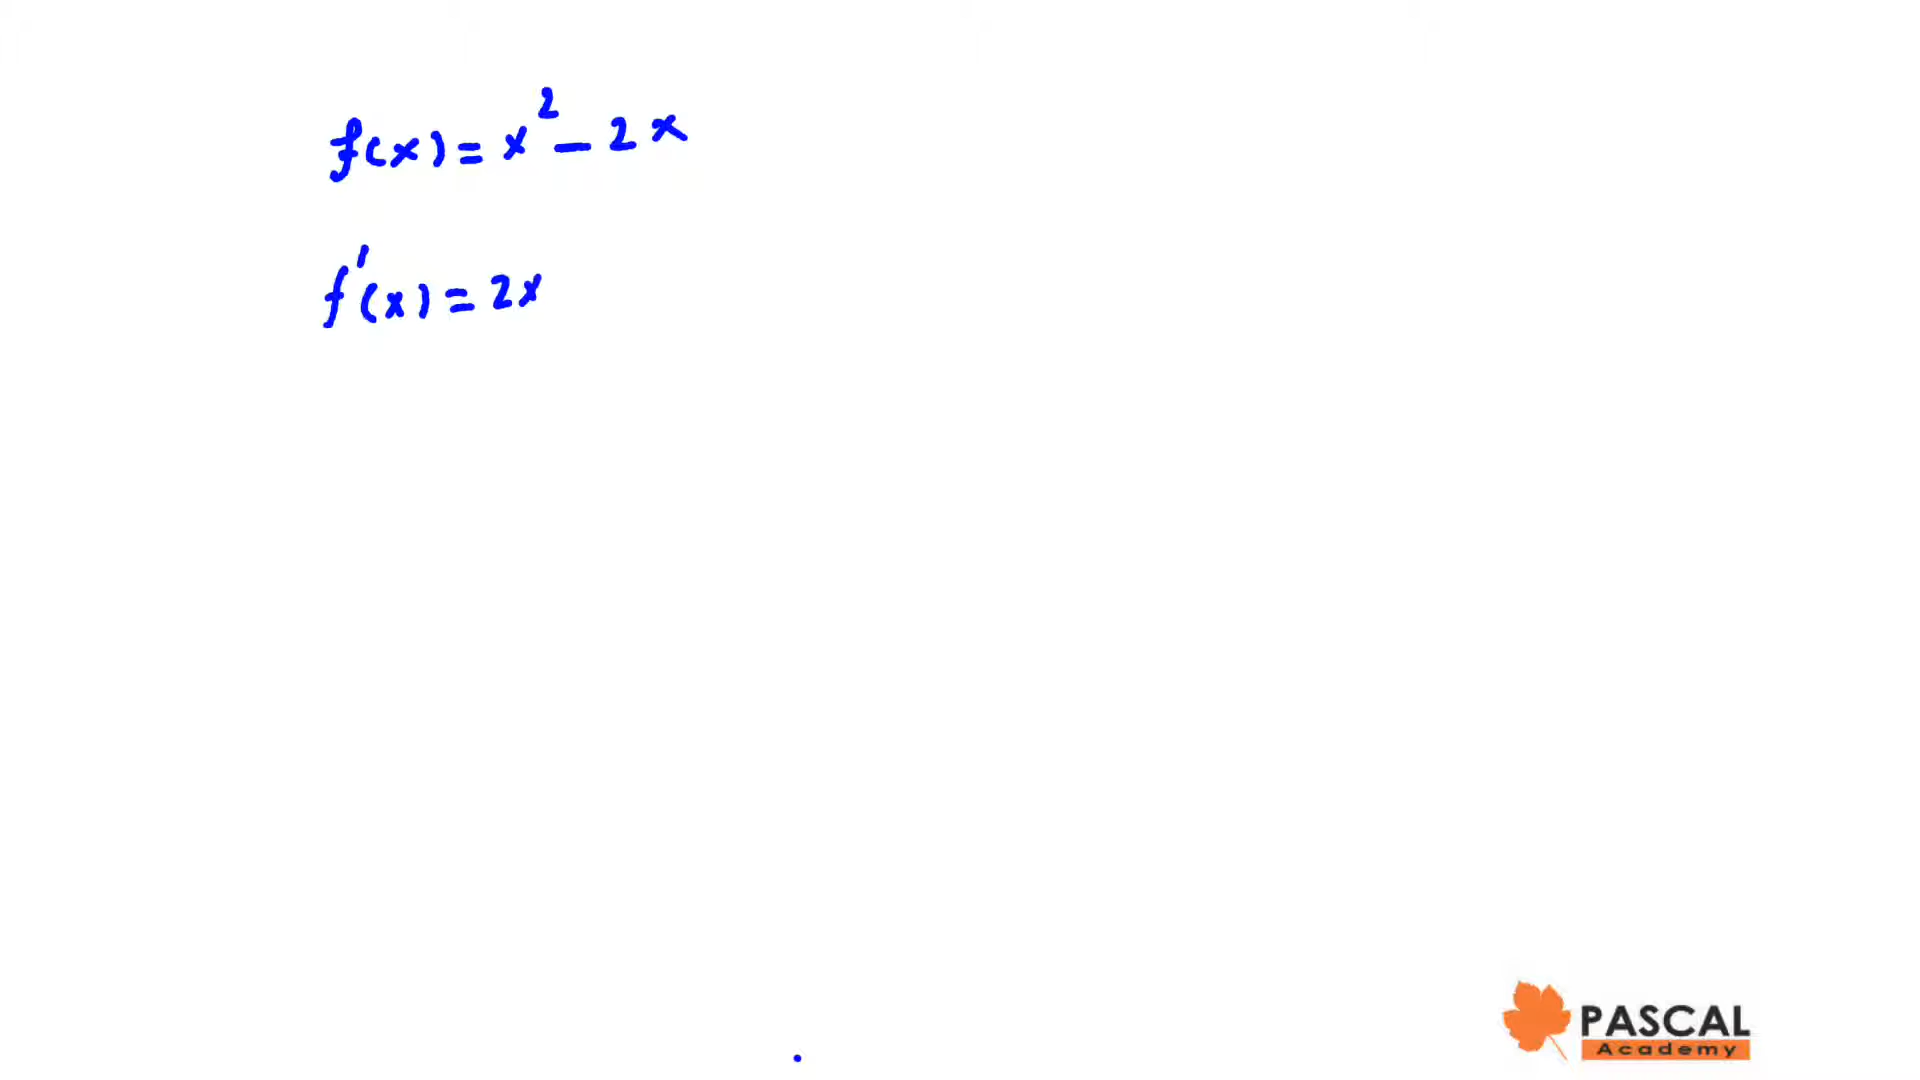 f(x) = x² - 2x
f'(x) = 2x
PASCAL
Academy